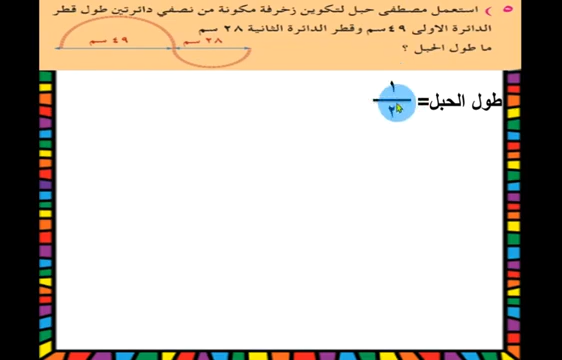 ٥ ) استعمل مصطفى حبل لتكوين زخرفة مكونة من نصفي دائرتين طول قطر
الدائرة الاولى ٤٩ سم وقطر الدائرة الثانية ٢٨ سم
ما طول الحبل ؟
٤٩ سم
٢٨ سم
طول الحبل= ١/٢